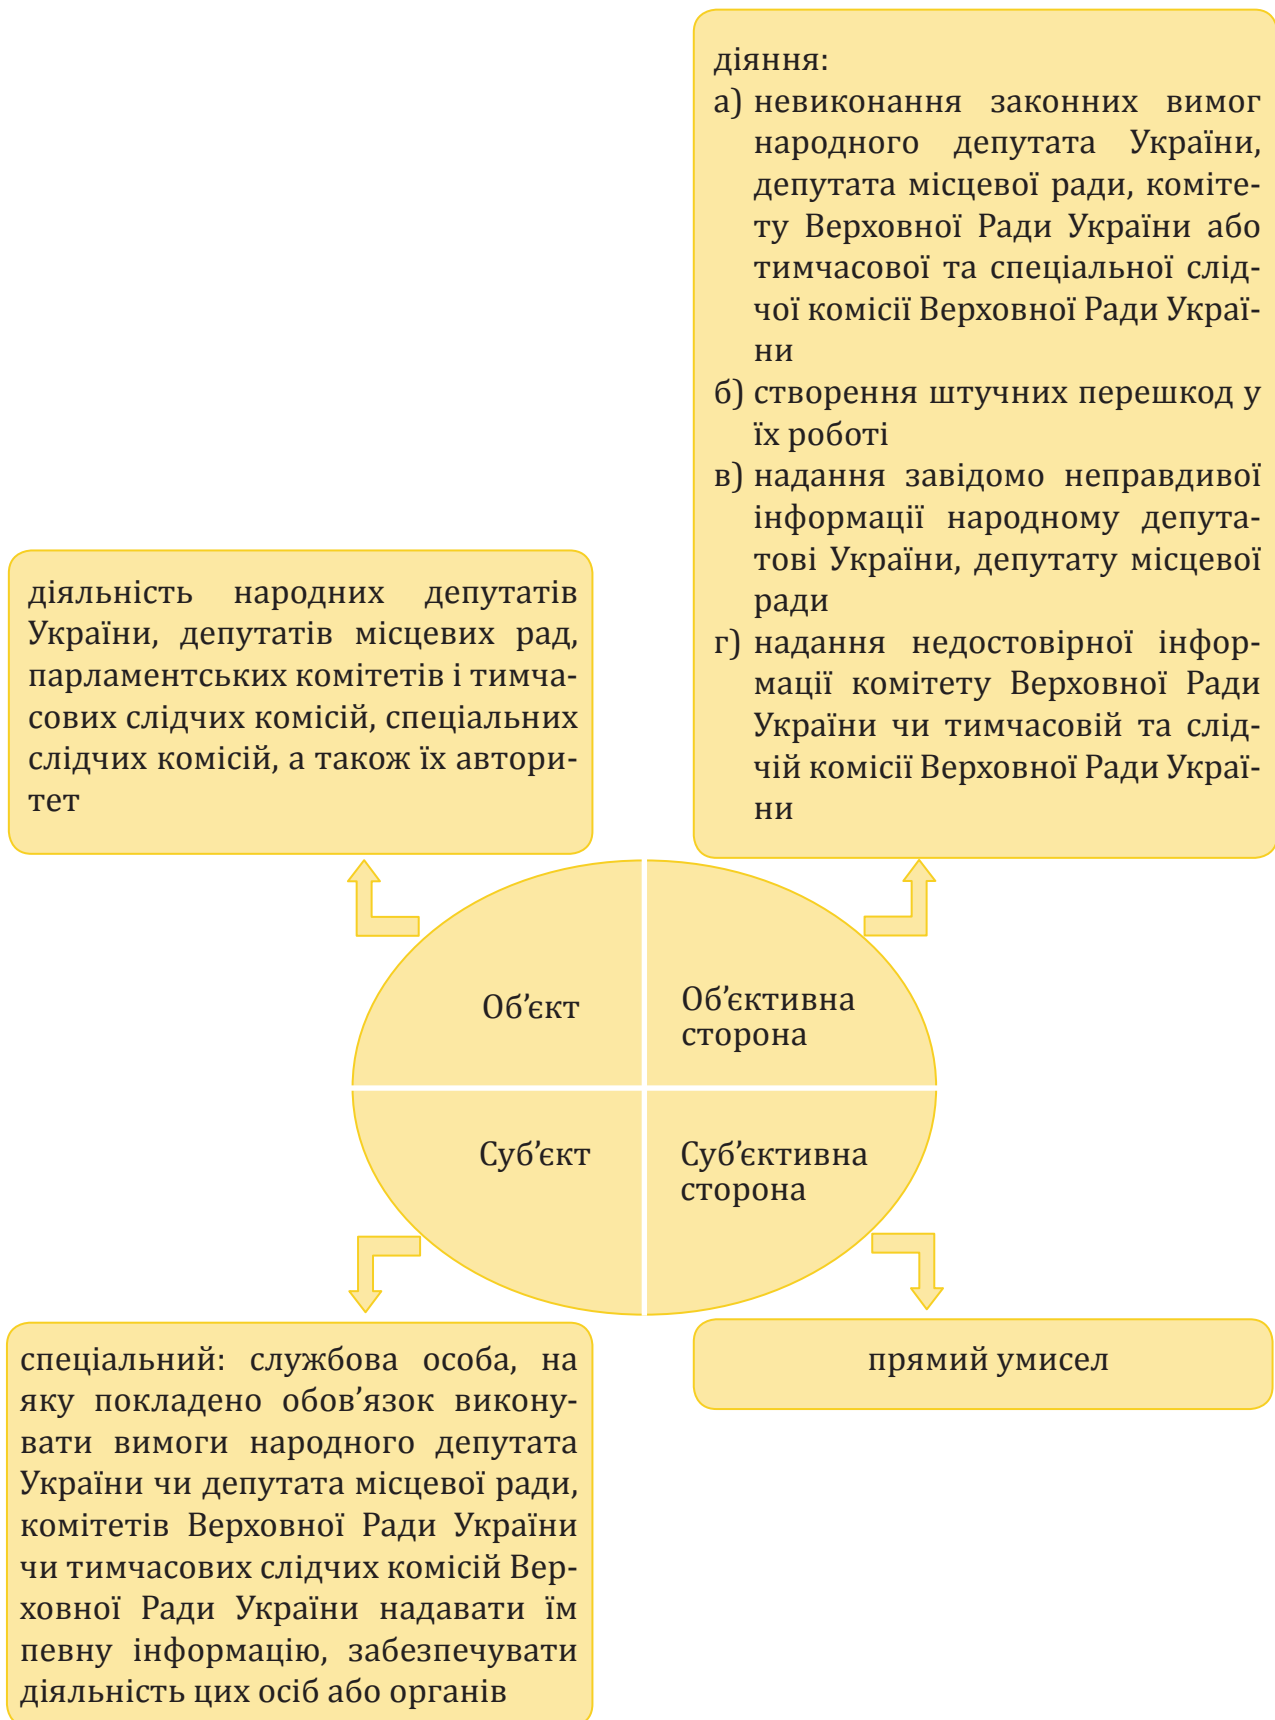 діяння:
а) невиконання законних вимог
народного депутата України,
депутата місцевої ради, коміте-
ту Верховної Ради України або
тимчасової та спеціальної слід-
чої комісії Верховної Ради Украї-
ни
б) створення штучних перешкод у
їх роботі
в) надання завідомо неправдивої
інформації народному депута-
тові України, депутату місцевої
ради
г) надання недостовірної інфор-
мації комітету Верховної Ради
України чи тимчасовій та слід-
чій комісії Верховної Ради Украї-
ни
діяльність народних депутатів
України, депутатів місцевих рад,
парламентських комітетів і тимча-
сових слідчих комісій, спеціальних
слідчих комісій, а також їх автори-
тет
Об’єкт
Об’єктивна
сторона
Суб’єкт
Суб’єктивна
сторона
спеціальний: службова особа, на
яку покладено обов’язок викону-
вати вимоги народного депутата
України чи депутата місцевої ради,
комітетів Верховної Ради України
чи тимчасових слідчих комісій Вер-
ховної Ради України надавати їм
певну інформацію, забезпечувати
діяльність цих осіб або органів
прямий умисел